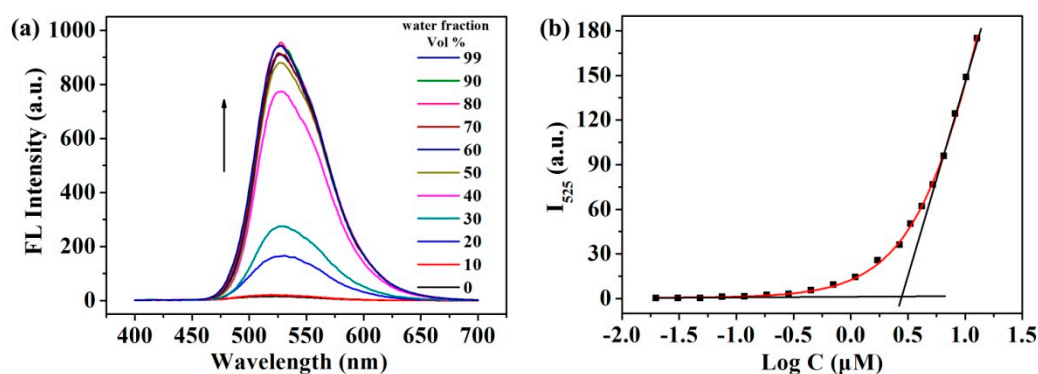 (a)
water fraction
Vol %
99
90
80
70
60
50
40
30
20
10
0
FL Intensity (a.u.)
1000
800
600
400
200
0
400 450 500 550 600 650 700
Wavelength (nm)
(b)
I525 (a.u.)
180
150
120
90
60
30
0
-2.0 -1.5 -1.0 -0.5 0.0 0.5 1.0 1.5
Log C (µM)